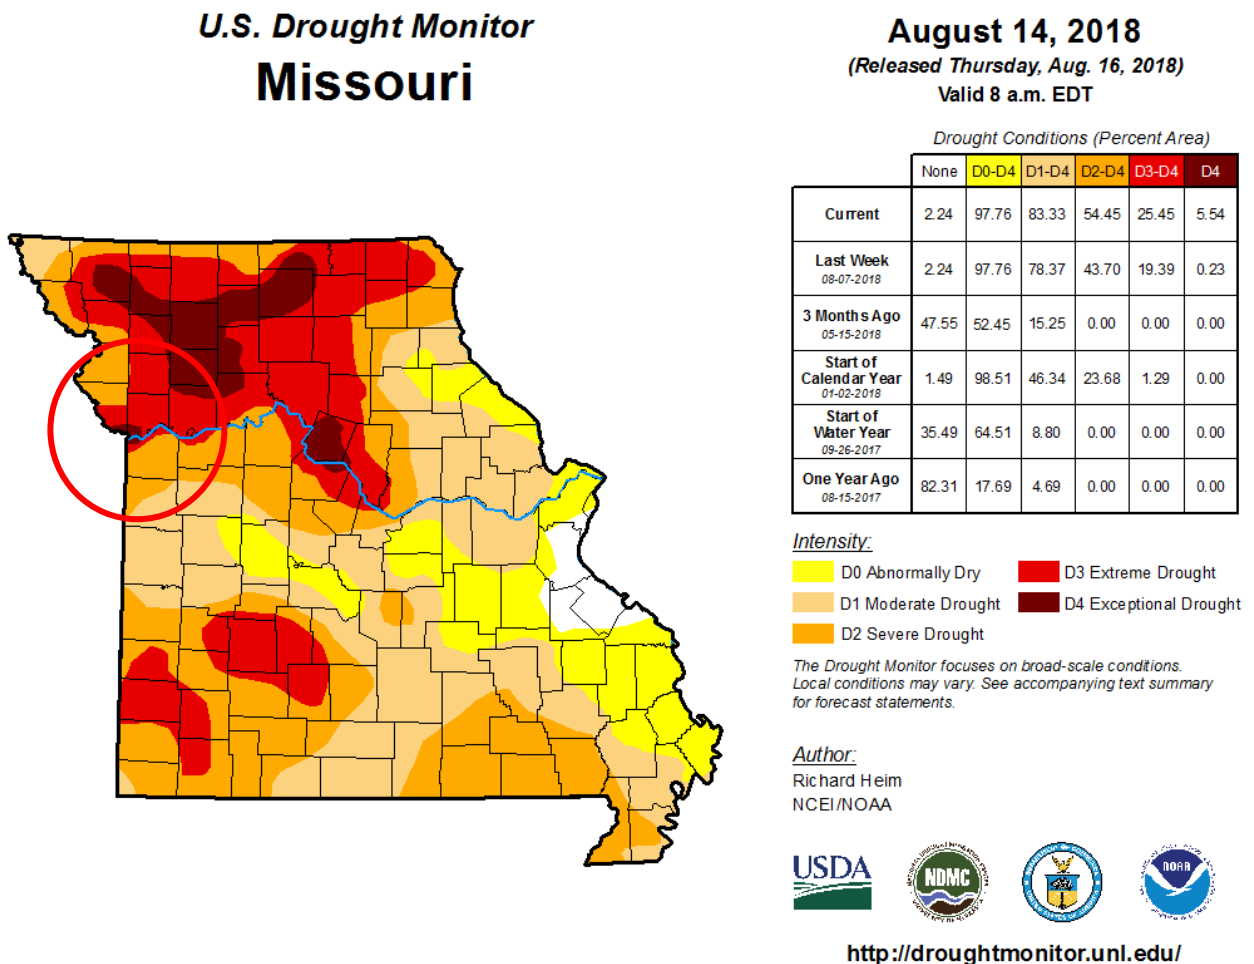 U.S. Drought Monitor
Missouri
August 14, 2018
(Released Thursday, Aug. 16, 2018)
Valid 8 a.m. EDT
Drought Conditions (Percent Area)
None D0-D4 D1-D4 D2-D4 D3-D4 D4
Current 2.24 97.76 83.33 54.45 25.45 5.54
Last Week
08-07-2018
2.24 97.76 78.37 43.70 19.39 0.23
3 Months Ago
05-15-2018
47.55 52.45 15.25 0.00 0.00 0.00
Start of
Calendar Year
01-02-2018
1.49 98.51 46.34 23.68 1.29 0.00
Start of
Water Year
09-26-2017
35.49 64.51 8.80 0.00 0.00 0.00
One Year Ago
08-15-2017
82.31 17.69 4.69 0.00 0.00 0.00
Intensity:
D0 Abnormally Dry
D1 Moderate Drought
D2 Severe Drought
D3 Extreme Drought
D4 Exceptional Drought
The Drought Monitor focuses on broad-scale conditions.
Local conditions may vary. See accompanying text summary
for forecast statements.
Author:
Richard Heim
NCEI/NOAA
USDA
NDMC
NOAA
http://droughtmonitor.unl.edu/